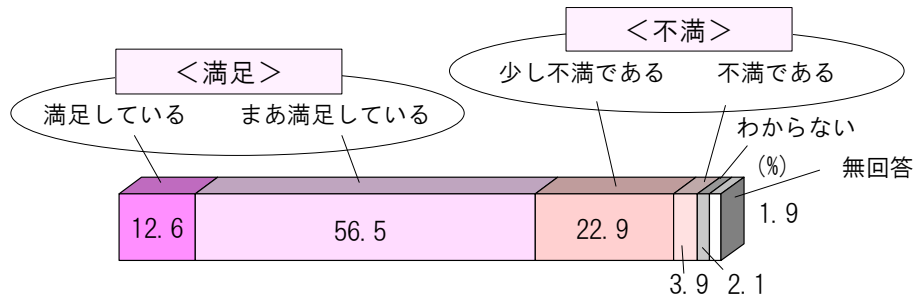 ＜不満＞
＜満足＞
少し不満である 不満である
満足している まあ満足している
わからない
(%) 無回答
12.6 56.5 22.9 1.9
3.9 2.1